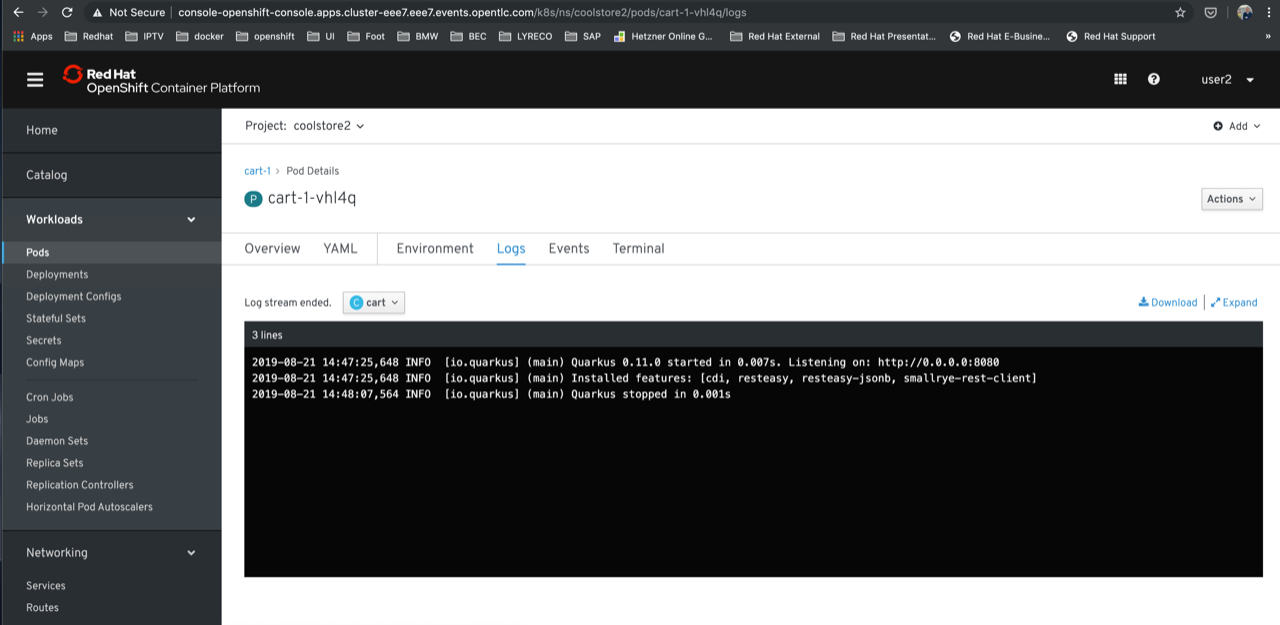 Not Secure console-openshift-console.apps.cluster-eee7.eee7.events.opentlc.com/k8s/ns/coolstore2/pods/cart-1-vhl4q/logs
Apps Redhat IPTV docker openshift UI Foot BMW BEC LYRECO SAP Hetzner Online G... Red Hat External Red Hat Presentat... Red Hat E-Busine... Red Hat Support »
Red Hat
OpenShift Container Platform
user2
Home
Catalog
Workloads
Pods
Deployments
Deployment Configs
Stateful Sets
Secrets
Config Maps
Cron Jobs
Jobs
Daemon Sets
Replica Sets
Replication Controllers
Horizontal Pod Autoscalers
Networking
Services
Routes
Project: coolstore2
Add
cart-1 > Pod Details
P cart-1-vhl4q
Actions
Overview YAML Environment Logs Events Terminal
Log stream ended. C cart
Download Expand
3 lines
2019-08-21 14:47:25,648 INFO [io.quarkus] (main) Quarkus 0.11.0 started in 0.007s. Listening on: http://0.0.0.0:8080
2019-08-21 14:47:25,648 INFO [io.quarkus] (main) Installed features: [cdi, resteasy, resteasy-jsonb, smallrye-rest-client]
2019-08-21 14:48:07,564 INFO [io.quarkus] (main) Quarkus stopped in 0.001s